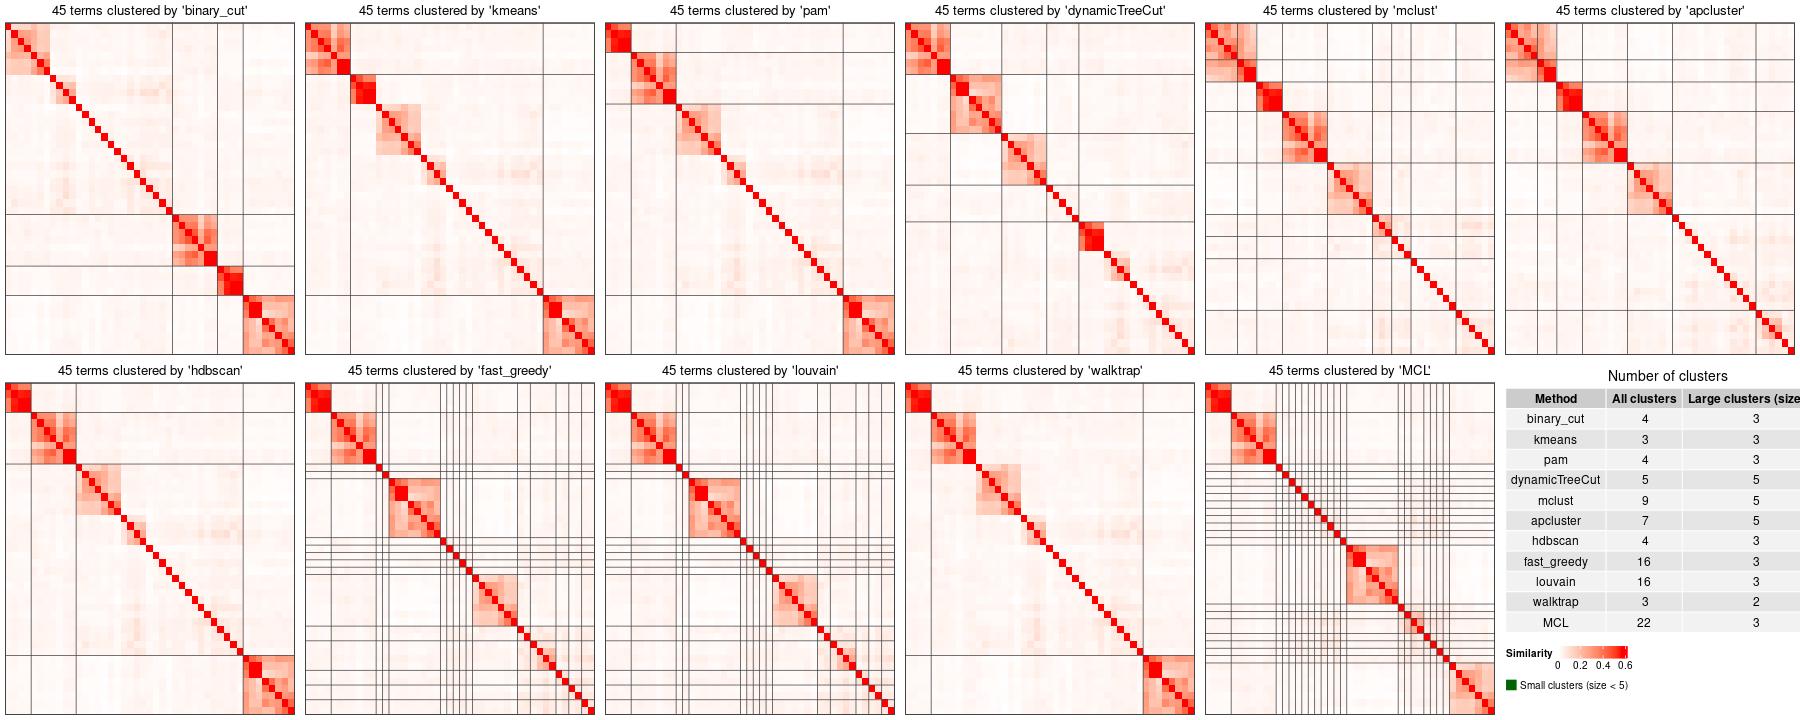 45 terms clustered by 'binary_cut'
45 terms clustered by 'kmeans'
45 terms clustered by 'pam'
45 terms clustered by 'dynamicTreeCut'
45 terms clustered by 'mclust'
45 terms clustered by 'apcluster'
45 terms clustered by 'hdbscan'
45 terms clustered by 'fast_greedy'
45 terms clustered by 'louvain'
45 terms clustered by 'walktrap'
45 terms clustered by 'MCL'
Number of clusters
Method All clusters Large clusters (size
binary_cut 4 3
kmeans 3 3
pam 4 3
dynamicTreeCut 5 5
mclust 9 5
apcluster 7 5
hdbscan 4 3
fast_greedy 16 3
louvain 16 3
walktrap 3 2
MCL 22 3
Similarity
0 0.2 0.4 0.6
Small clusters (size < 5)